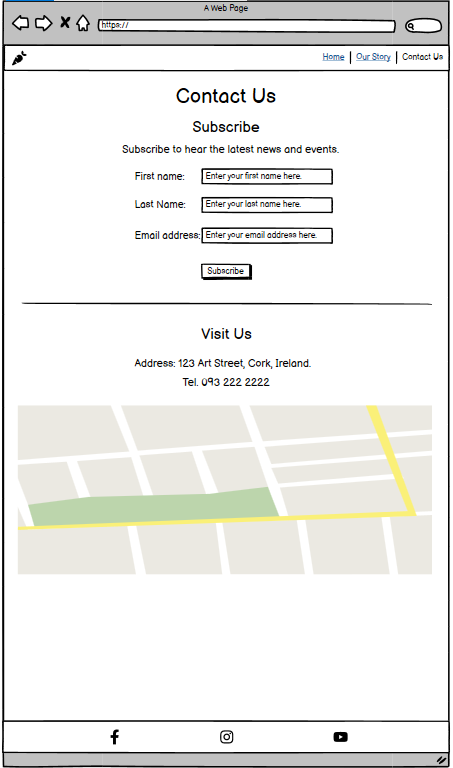 A Web Page
https://
Home | Our Story | Contact Us
Contact Us
Subscribe
Subscribe to hear the latest news and events.
First name: Enter your first name here.
Last Name: Enter your last name here.
Email address: Enter your email address here.
Subscribe
Visit Us
Address: 123 Art Street, Cork, Ireland.
Tel. 093 222 2222